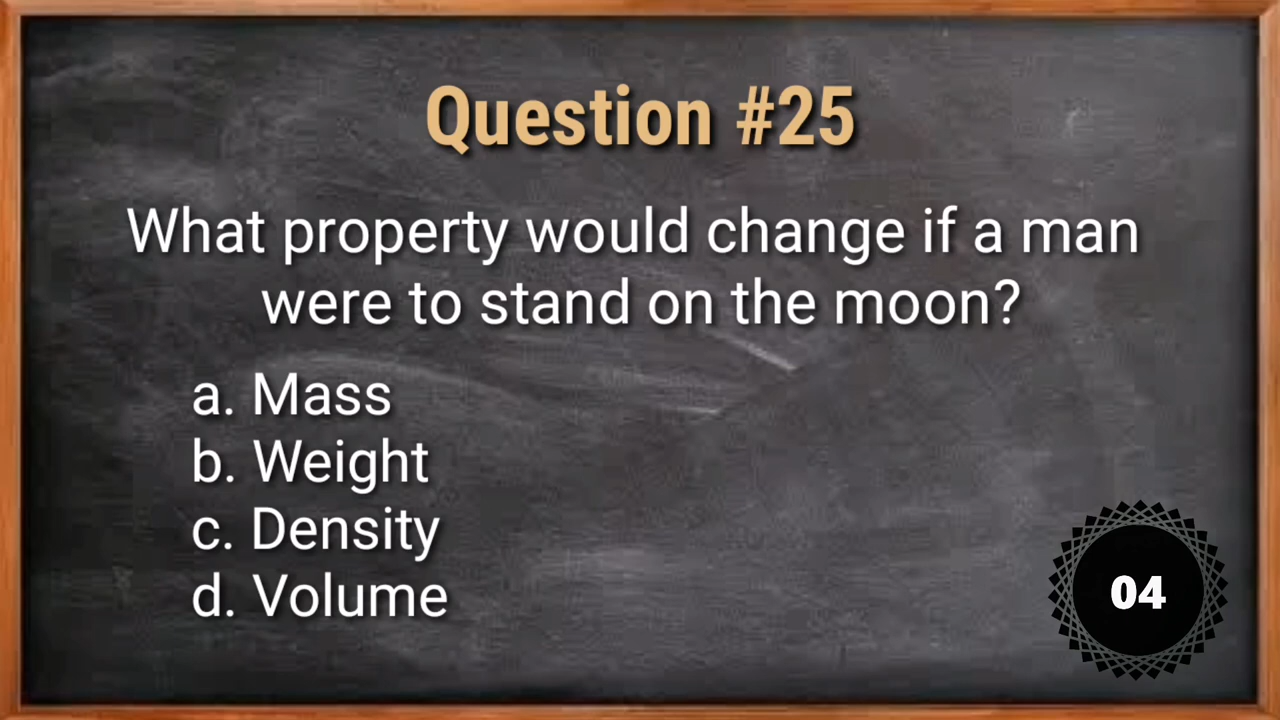 Question #25
What property would change if a man
were to stand on the moon?
a. Mass
b. Weight
c. Density
d. Volume
04